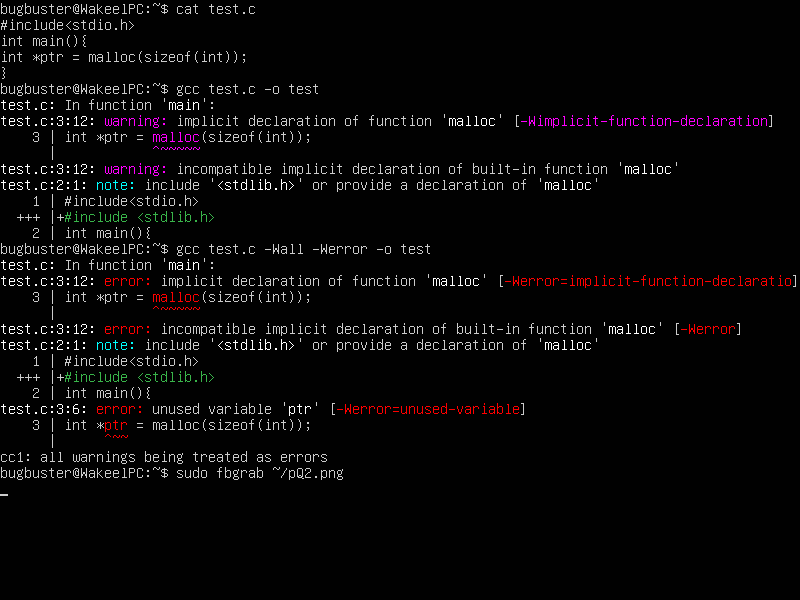 bugbuster@WakeelPC:~$ cat test.c
#include<stdio.h>
int main(){
int *ptr = malloc(sizeof(int));
}
bugbuster@WakeelPC:~$ gcc test.c -o test
test.c: In function 'main':
test.c:3:12: warning: implicit declaration of function 'malloc' [-Wimplicit-function-declaration]
    3 | int *ptr = malloc(sizeof(int));
      |            ^~~~~~
test.c:3:12: warning: incompatible implicit declaration of built-in function 'malloc'
test.c:2:1: note: include '<stdlib.h>' or provide a declaration of 'malloc'
    1 | #include<stdio.h>
  +++ |+#include <stdlib.h>
    2 | int main(){
bugbuster@WakeelPC:~$ gcc test.c -Wall -Werror -o test
test.c: In function 'main':
test.c:3:12: error: implicit declaration of function 'malloc' [-Werror=implicit-function-declaratio]
    3 | int *ptr = malloc(sizeof(int));
      |            ^~~~~~
test.c:3:12: error: incompatible implicit declaration of built-in function 'malloc' [-Werror]
test.c:2:1: note: include '<stdlib.h>' or provide a declaration of 'malloc'
    1 | #include<stdio.h>
  +++ |+#include <stdlib.h>
    2 | int main(){
test.c:3:6: error: unused variable 'ptr' [-Werror=unused-variable]
    3 | int *ptr = malloc(sizeof(int));
      |      ^~~
cc1: all warnings being treated as errors
bugbuster@WakeelPC:~$ sudo fbgrab ~/pQ2.png